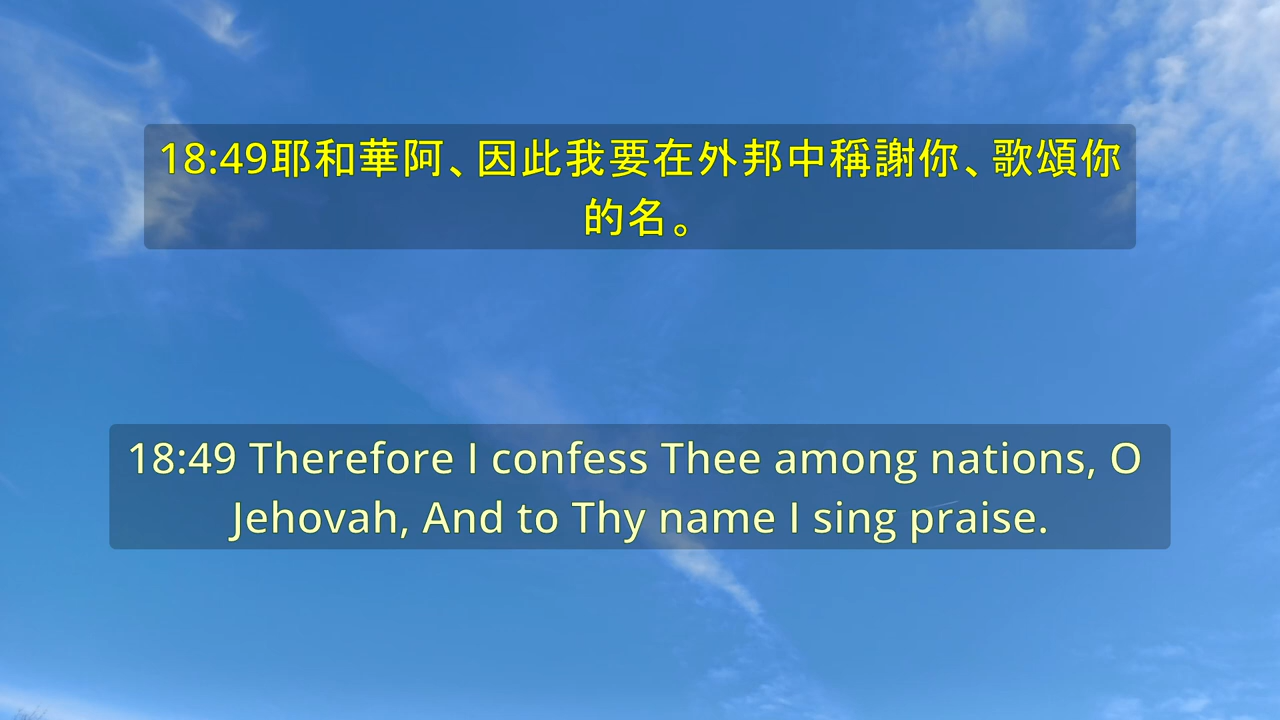 18:49耶和華阿、因此我要在外邦中稱謝你、歌頌你
的名。
18:49 Therefore I confess Thee among nations, O
Jehovah, And to Thy name I sing praise.